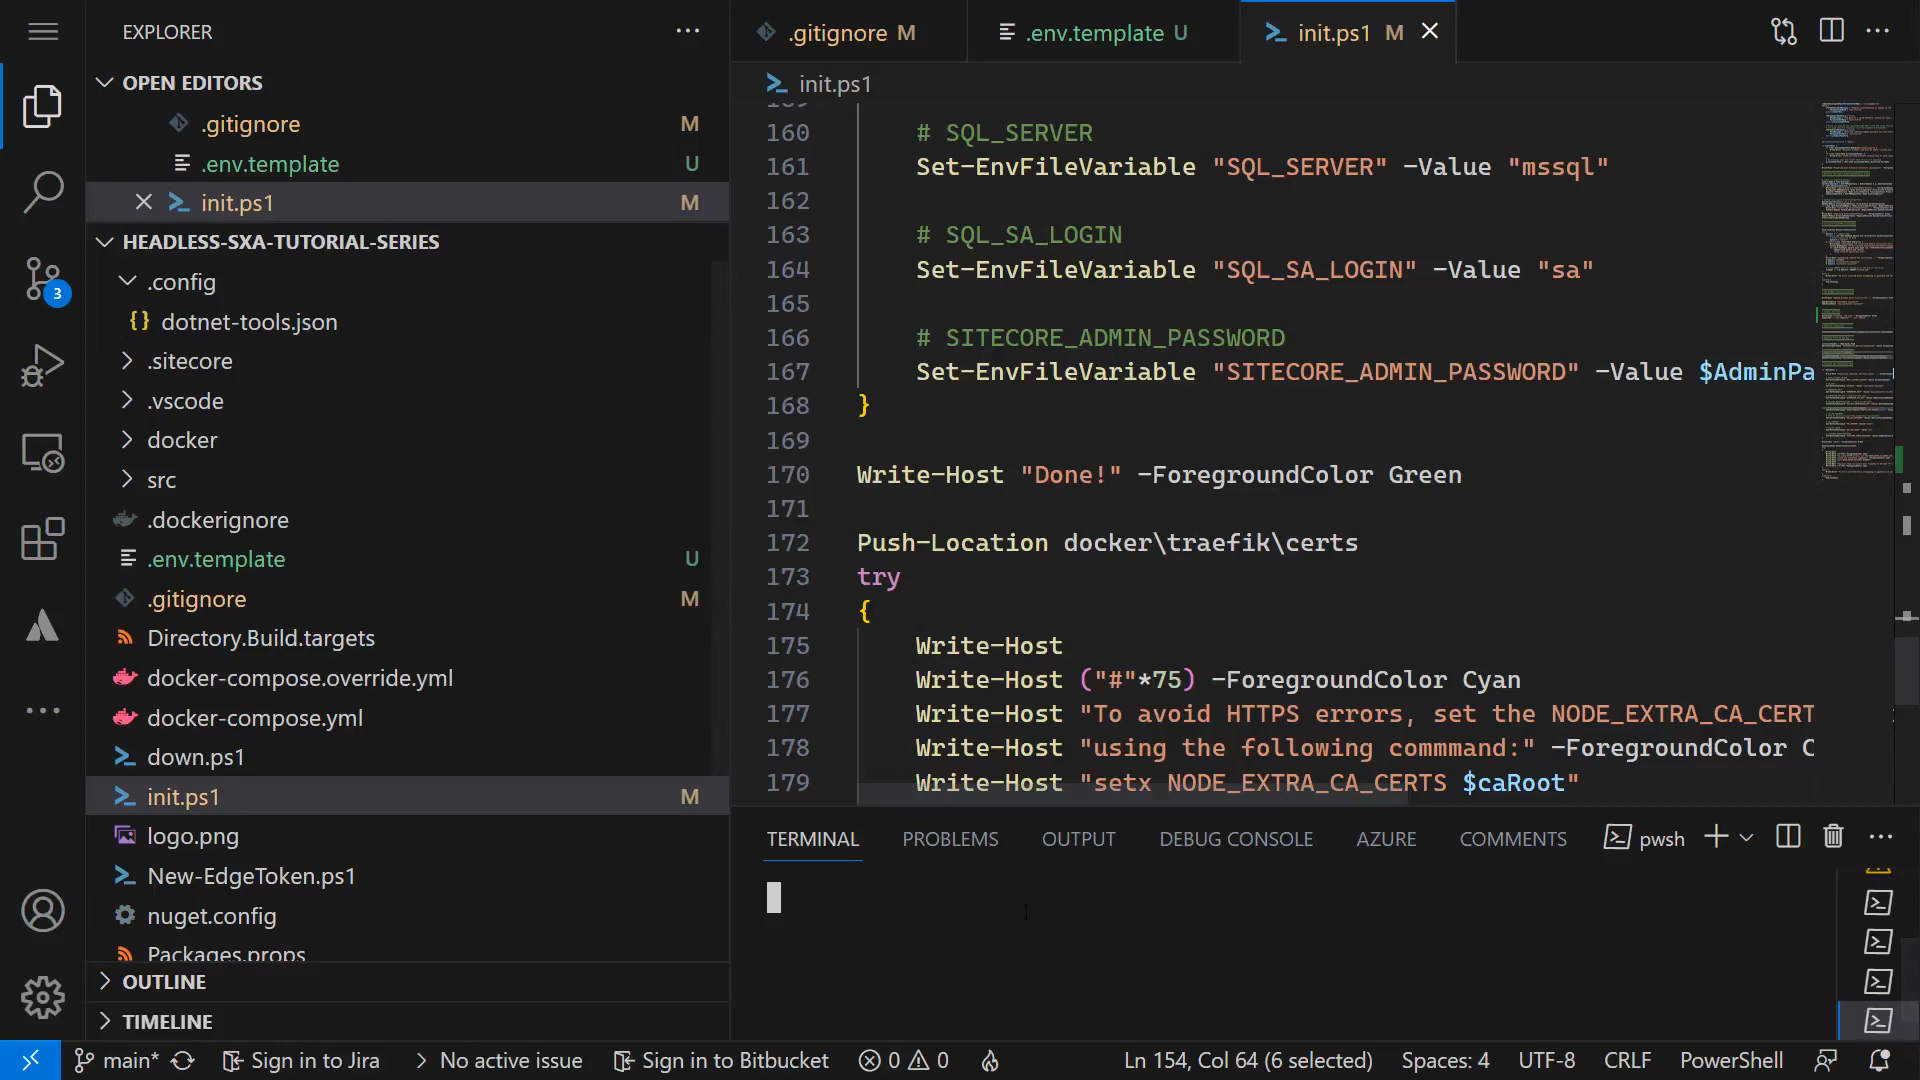 EXPLORER
OPEN EDITORS
.gitignore M
.env.template U
init.ps1 M
HEADLESS-SXA-TUTORIAL-SERIES
.config
{} dotnet-tools.json
.sitecore
.vscode
docker
src
.dockerignore
.env.template U
.gitignore M
Directory.Build.targets
docker-compose.override.yml
docker-compose.yml
down.ps1
init.ps1 M
logo.png
New-EdgeToken.ps1
nuget.config
Packages.props
OUTLINE
TIMELINE
3
.gitignore M
.env.template U
init.ps1 M
init.ps1
160 # SQL_SERVER
161 Set-EnvFileVariable "SQL_SERVER" -Value "mssql"
162
163 # SQL_SA_LOGIN
164 Set-EnvFileVariable "SQL_SA_LOGIN" -Value "sa"
165
166 # SITECORE_ADMIN_PASSWORD
167 Set-EnvFileVariable "SITECORE_ADMIN_PASSWORD" -Value $AdminPa
168 }
169
170 Write-Host "Done!" -ForegroundColor Green
171
172 Push-Location docker\traefik\certs
173 try
174 {
175 Write-Host
176 Write-Host ("#"*75) -ForegroundColor Cyan
177 Write-Host "To avoid HTTPS errors, set the NODE_EXTRA_CA_CERT
178 Write-Host "using the following commmand:" -ForegroundColor C
179 Write-Host "setx NODE_EXTRA_CA_CERTS $caRoot"
TERMINAL PROBLEMS OUTPUT DEBUG CONSOLE AZURE COMMENTS pwsh
main* Sign in to Jira No active issue Sign in to Bitbucket 0 0 Ln 154, Col 64 (6 selected) Spaces: 4 UTF-8 CRLF PowerShell